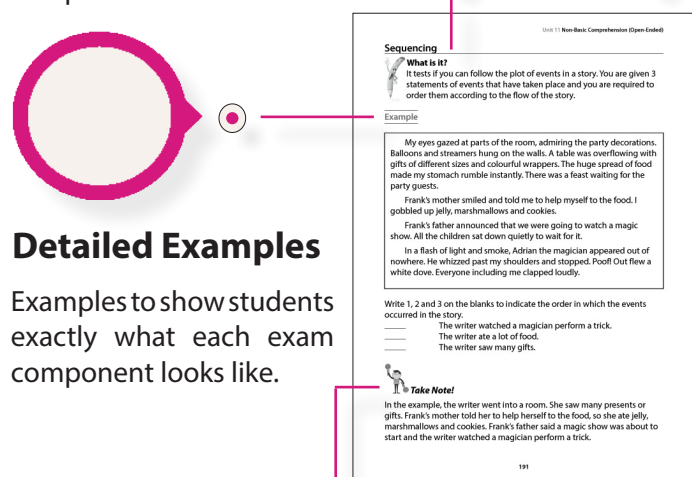 Detailed Examples
Examples to show students
exactly what each exam
component looks like.
Unit 11 Non-Basic Comprehension (Open-Ended)
Sequencing
What is it?
It tests if you can follow the plot of events in a story. You are given 3
statements of events that have taken place and you are required to
order them according to the flow of the story.
Example
My eyes gazed at parts of the room, admiring the party decorations.
Balloons and streamers hung on the walls. A table was overflowing with
gifts of different sizes and colourful wrappers. The huge spread of food
made my stomach rumble instantly. There was a feast waiting for the
party guests.
Frank's mother smiled and told me to help myself to the food. I
gobbled up jelly, marshmallows and cookies.
Frank's father announced that we were going to watch a magic
show. All the children sat down quietly to wait for it.
In a flash of light and smoke, Adrian the magician appeared out of
nowhere. He whizzed past my shoulders and stopped. Poof! Out flew a
white dove. Everyone including me clapped loudly.
Write 1, 2 and 3 on the blanks to indicate the order in which the events
occurred in the story.
______ The writer watched a magician perform a trick.
______ The writer ate a lot of food.
______ The writer saw many gifts.
Take Note!
In the example, the writer went into a room. She saw many presents or
gifts. Frank's mother told her to help herself to the food, so she ate jelly,
marshmallows and cookies. Frank's father said a magic show was about to
start and the writer watched a magician perform a trick.
191